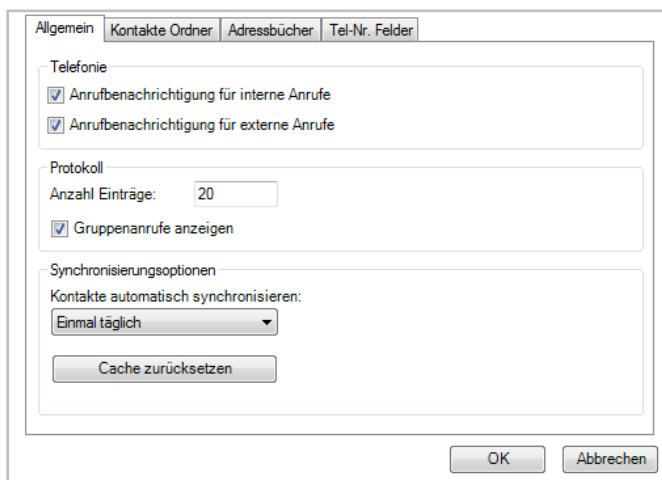 Allgemein Kontakte Ordner Adressbücher Tel-Nr. Felder
Telefonie
Anrufbenachrichtigung für interne Anrufe
Anrufbenachrichtigung für externe Anrufe
Protokoll
Anzahl Einträge: 20
Gruppenanrufe anzeigen
Synchronisierungsoptionen
Kontakte automatisch synchronisieren:
Einmal täglich
Cache zurücksetzen
OK Abbrechen